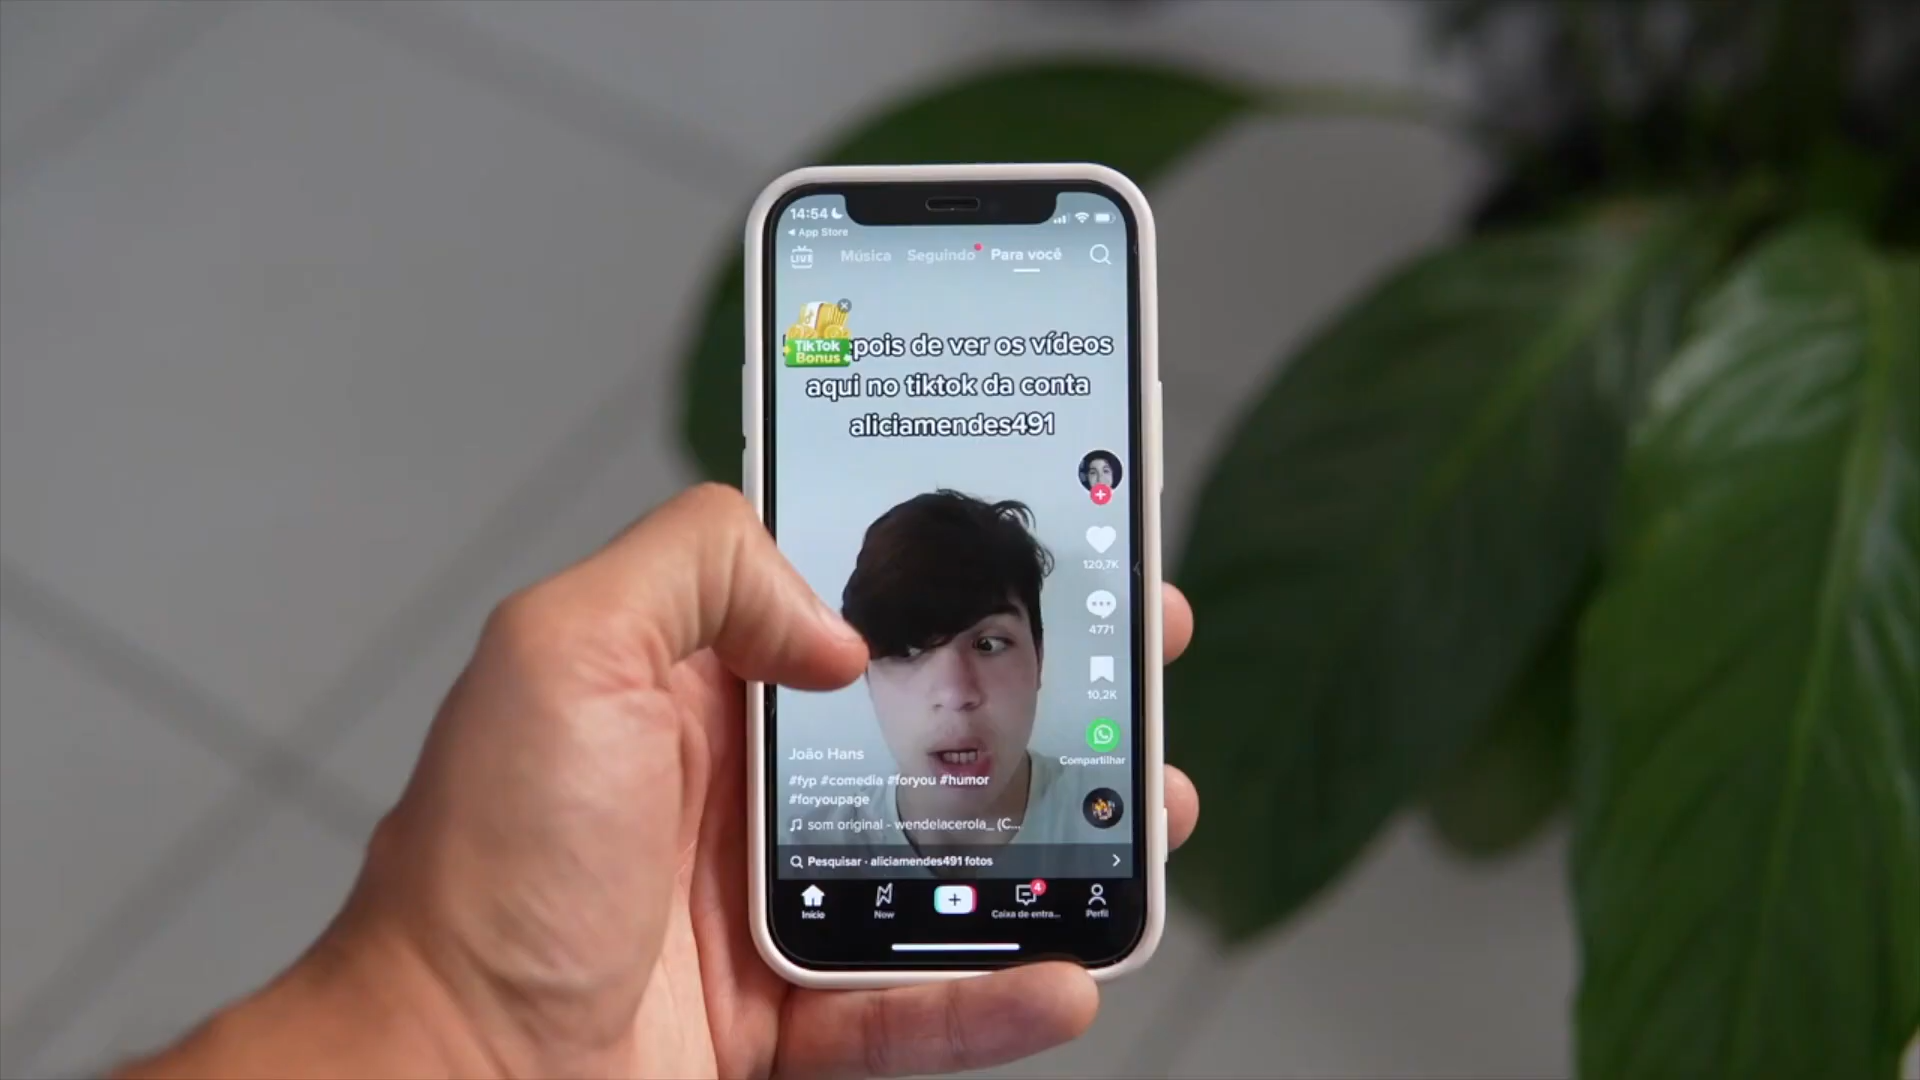 14:54
App Store
LIVE
Música Seguindo Para você
TikTok
Bonus
pois de ver os vídeos
aqui no tiktok da conta
aliciamendes491
120,7K
4771
10,2K
Compartilhar
João Hans
#fyp #comedia #foryou #humor
#foryoupage
som original - wendelacerola_ (C...
Pesquisar · aliciamendes491 fotos
4
Início Now Caixa de entra... Perfil